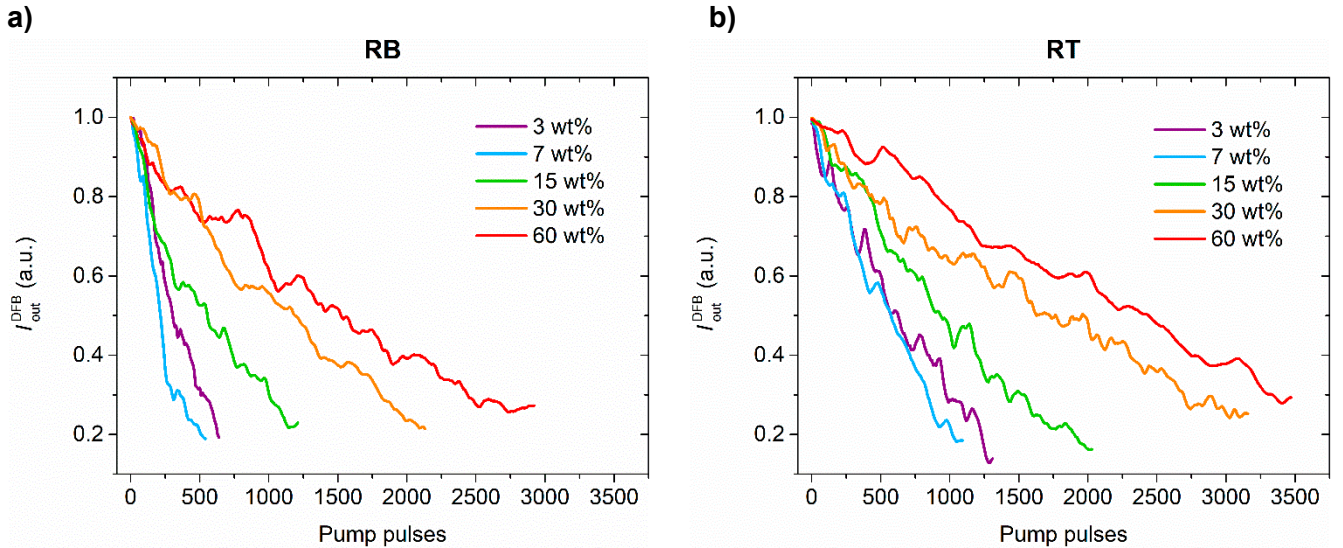 a)
RB
1.0
0.8
0.6
0.4
0.2
I_out^DFB (a.u.)
3 wt%
7 wt%
15 wt%
30 wt%
60 wt%
0 500 1000 1500 2000 2500 3000 3500
Pump pulses
b)
RT
1.0
0.8
0.6
0.4
0.2
I_out^DFB (a.u.)
3 wt%
7 wt%
15 wt%
30 wt%
60 wt%
0 500 1000 1500 2000 2500 3000 3500
Pump pulses